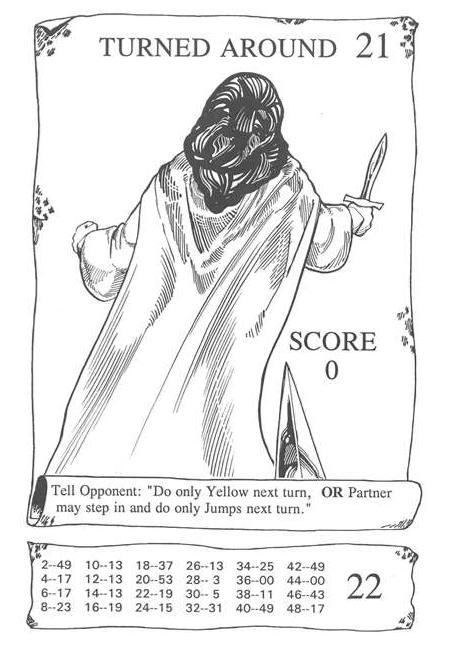 TURNED AROUND 21
SCORE
0
Tell Opponent: "Do only Yellow next turn, OR Partner
may step in and do only Jumps next turn."
2--49 10--13 18--37 26--13 34--25 42--49
4--17 12--13 20--53 28-- 3 36--00 44--00
6--17 14--13 22--19 30-- 5 38--11 46--43
8--23 16--19 24--15 32--31 40--49 48--17
22